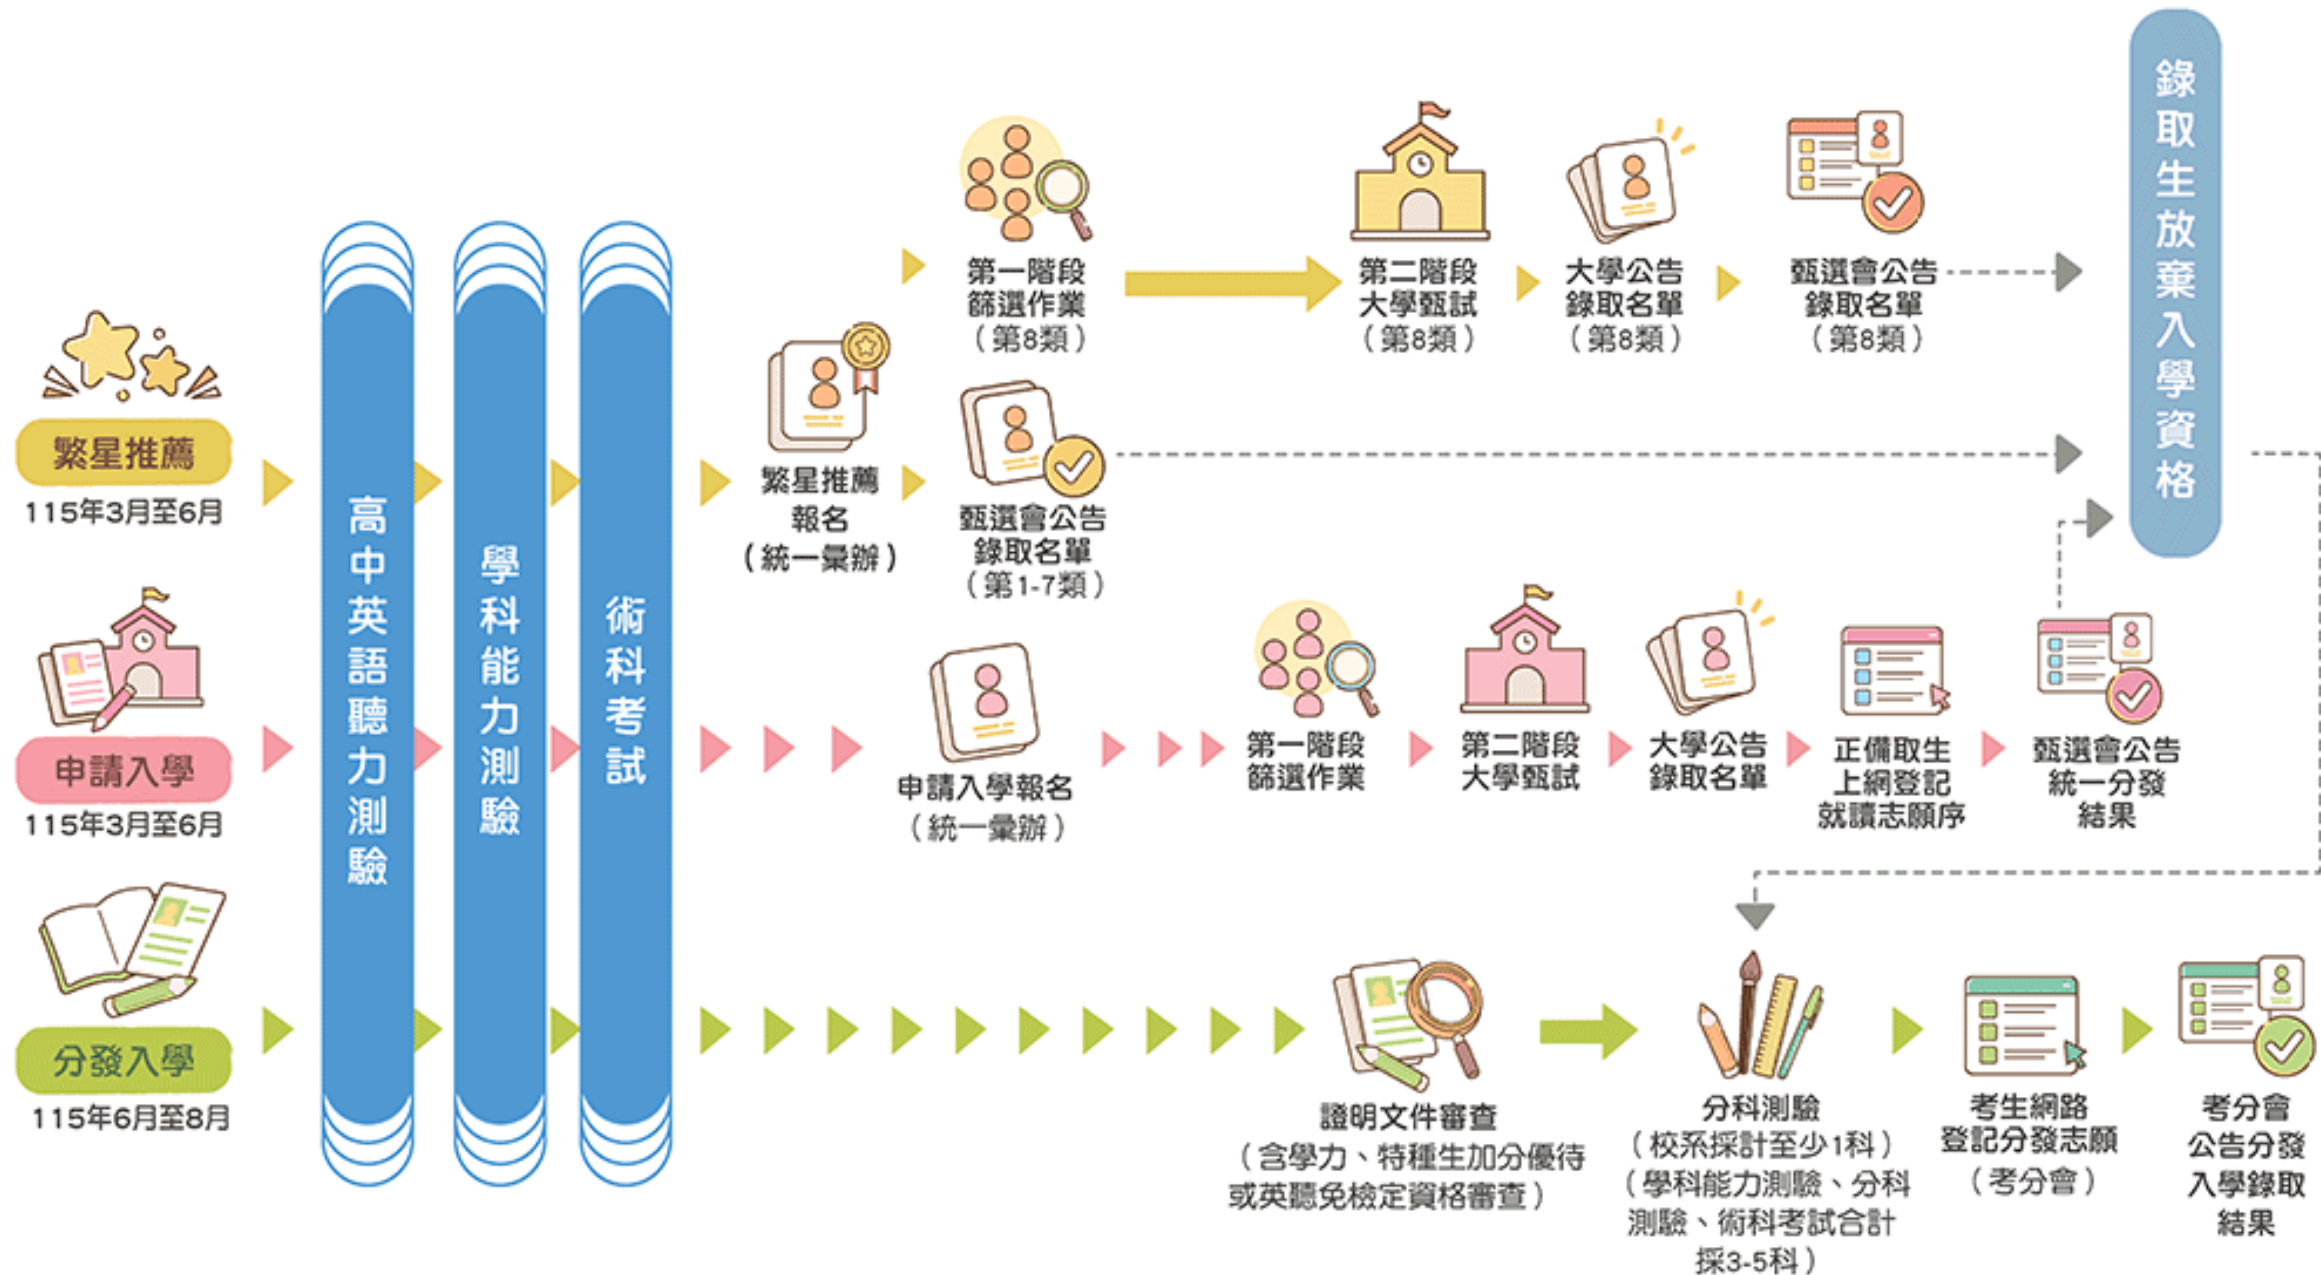 繁星推薦
115年3月至6月
申請入學
115年3月至6月
分發入學
115年6月至8月
高中英語聽力測驗
學科能力測驗
術科考試
繁星推薦
報名
(統一彙辦)
第一階段
篩選作業
(第8類)
第二階段
大學甄試
(第8類)
大學公告
錄取名單
(第8類)
甄選會公告
錄取名單
(第8類)
甄選會公告
錄取名單
(第1-7類)
錄取生放棄入學資格
申請入學報名
(統一彙辦)
第一階段
篩選作業
第二階段
大學甄試
大學公告
錄取名單
正備取生
上網登記
就讀志願序
甄選會公告
統一分發
結果
證明文件審查
(含學力、特種生加分優待
或英聽免檢定資格審查)
分科測驗
(校系採計至少1科)
(學科能力測驗、分科
測驗、術科考試合計
採3-5科)
考生網路
登記分發志願
(考分會)
考分會
公告分發
入學錄取
結果